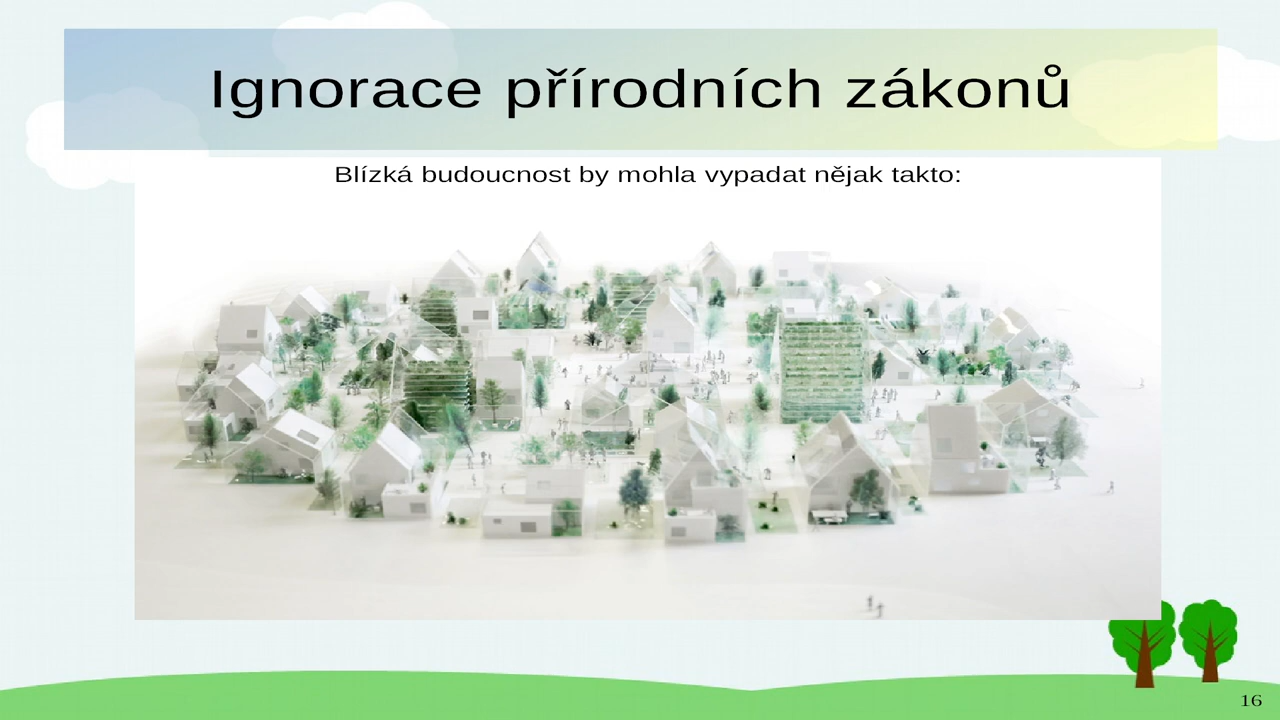 Ignorace přírodních zákonů
Blízká budoucnost by mohla vypadat nějak takto:
16